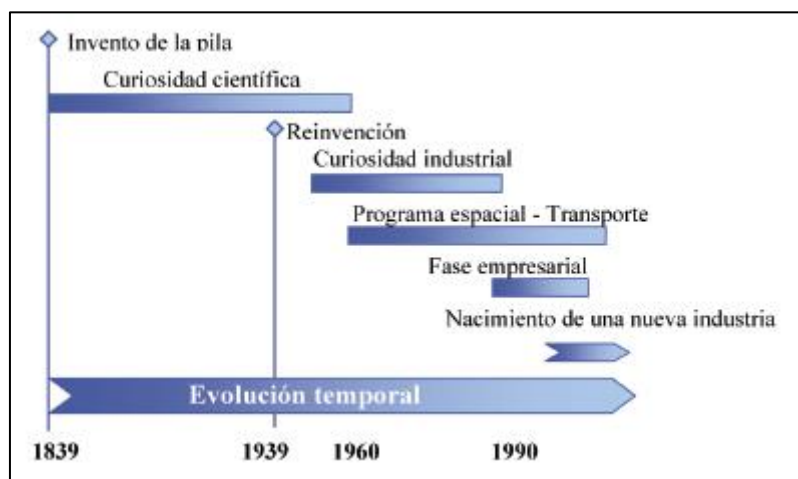 Invento de la pila
Curiosidad científica
Reinvención
Curiosidad industrial
Programa espacial - Transporte
Fase empresarial
Nacimiento de una nueva industria
Evolución temporal
1839 1939 1960 1990